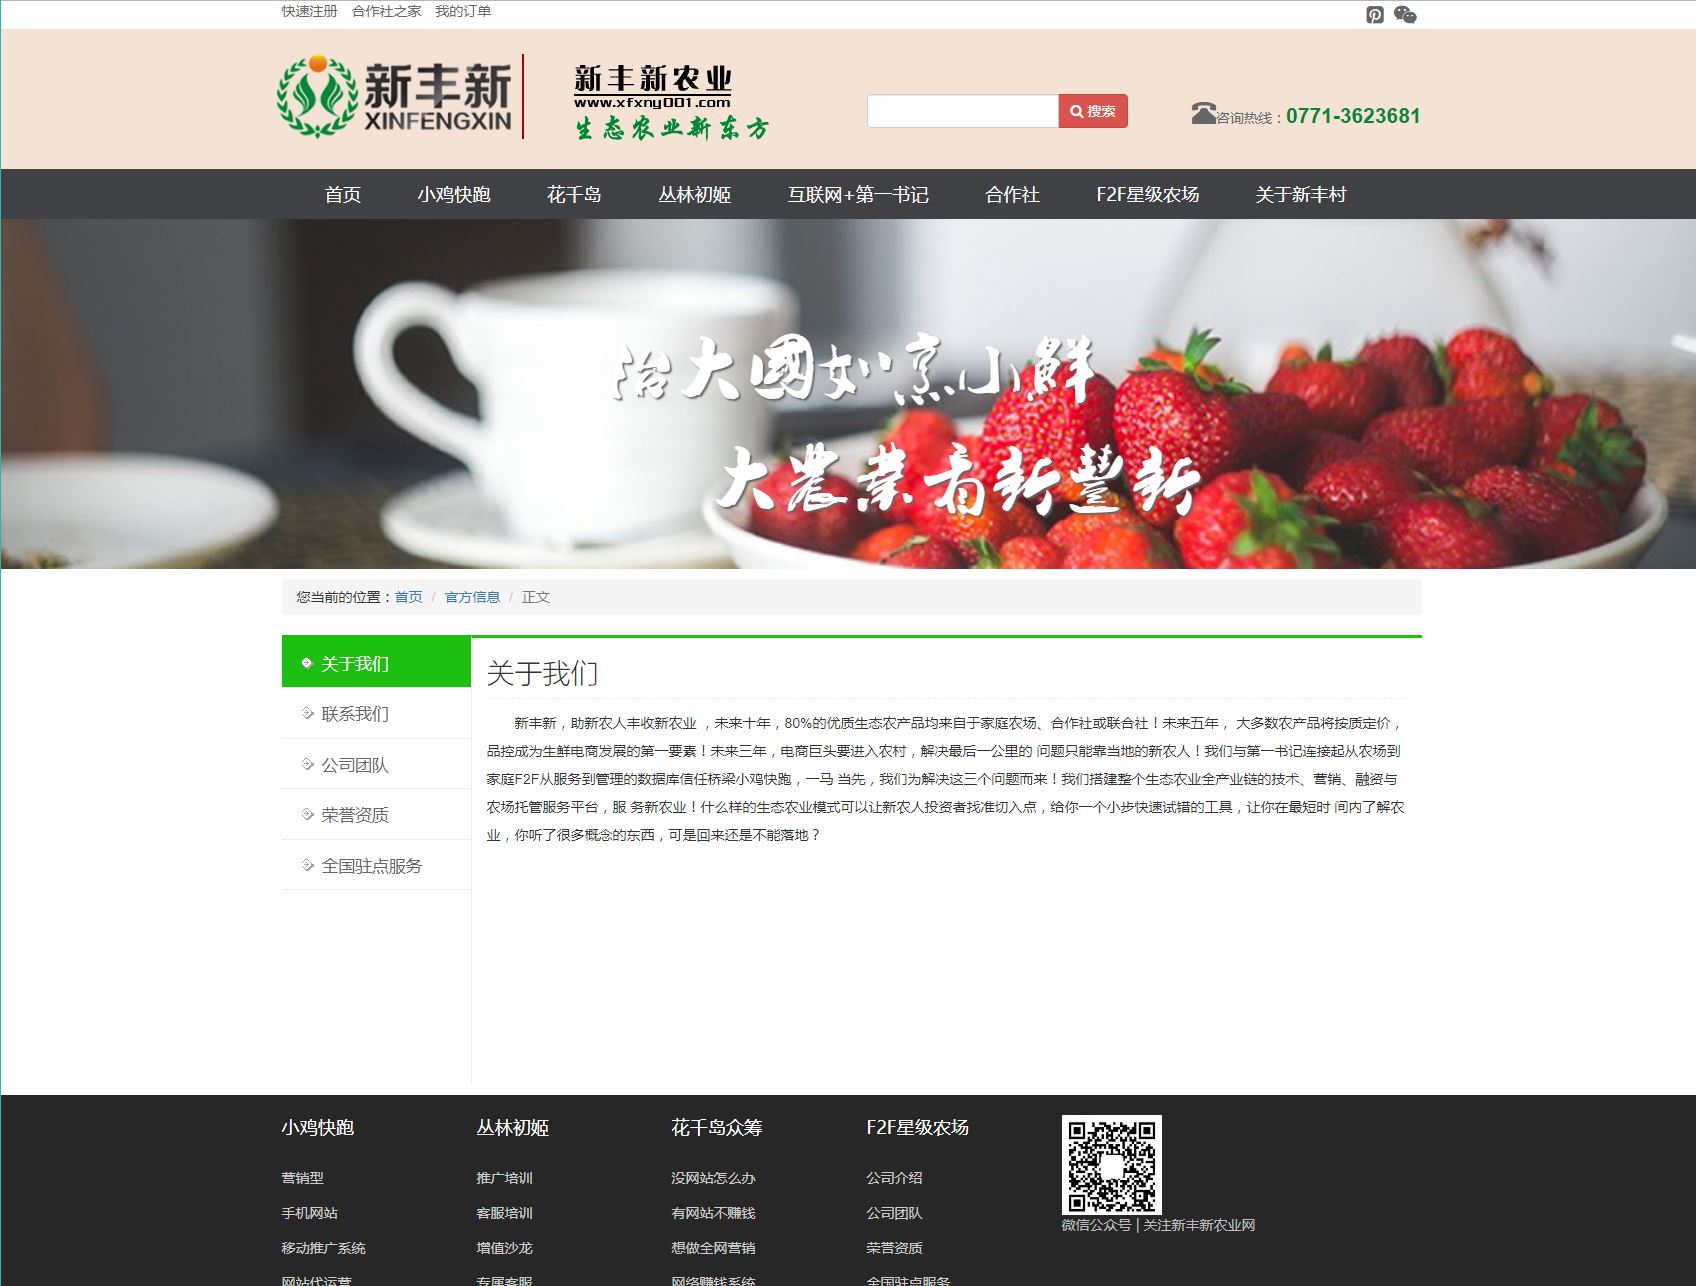 快速注册 合作社之家 我的订单
新丰新
XINFENGXIN
新丰新农业
www.xfxny001.com
生态农业新东方
搜索
咨询热线：0771-3623681
首页 小鸡快跑 花千岛 丛林初姬 互联网+第一书记 合作社 F2F星级农场 关于新丰村
治大國如烹小鮮
大農業看新豐新
您当前的位置：首页 / 官方信息 / 正文
关于我们
联系我们
公司团队
荣誉资质
全国驻点服务
关于我们
新丰新，助新农人丰收新农业 ，未来十年，80%的优质生态农产品均来自于家庭农场、合作社或联合社！未来五年， 大多数农产品将按质定价，
品控成为生鲜电商发展的第一要素！未来三年，电商巨头要进入农村，解决最后一公里的 问题只能靠当地的新农人！我们与第一书记连接起从农场到
家庭F2F从服务到管理的数据库信任桥梁小鸡快跑，一马 当先，我们为解决这三个问题而来！我们搭建整个生态农业全产业链的技术、营销、融资与
农场托管服务平台，服 务新农业！什么样的生态农业模式可以让新农人投资者找准切入点，给你一个小步快速试错的工具，让你在最短时 间内了解农
业，你听了很多概念的东西，可是回来还是不能落地？
小鸡快跑
营销型
手机网站
移动推广系统
网站代运营
丛林初姬
推广培训
客服培训
增值沙龙
专属客服
花千岛众筹
没网站怎么办
有网站不赚钱
想做全网营销
网络赚钱系统
F2F星级农场
公司介绍
公司团队
荣誉资质
全国驻点服务
微信公众号 | 关注新丰新农业网